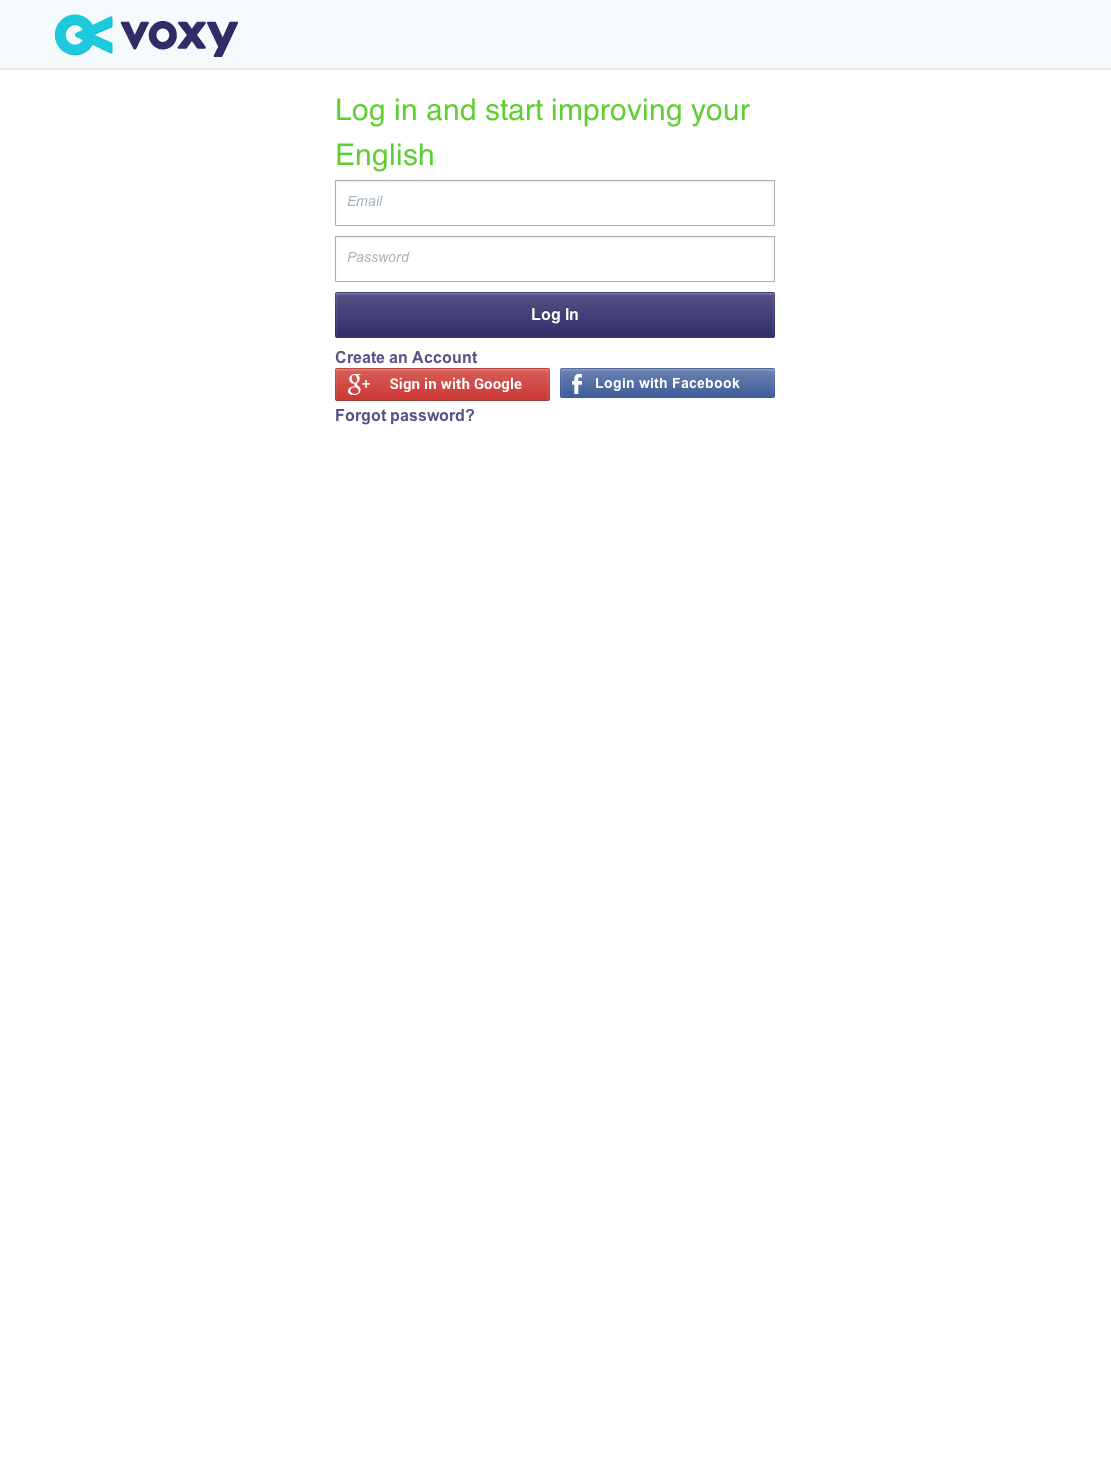 voxy
Log in and start improving your
English
Email
Password
Log In
Create an Account
g+ Sign in with Google
f Login with Facebook
Forgot password?